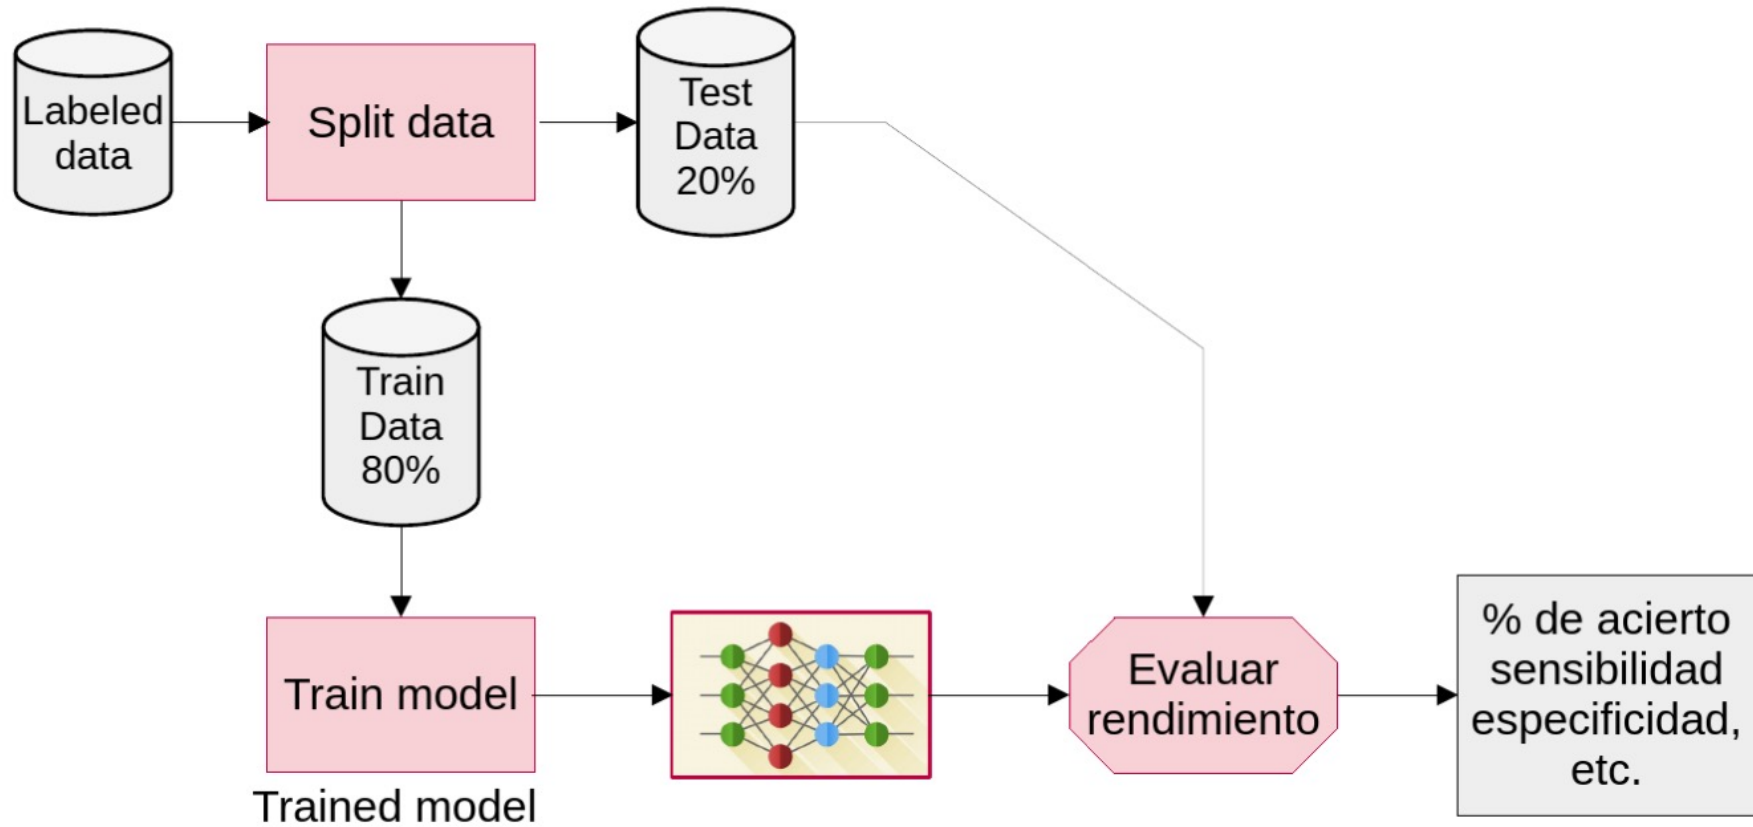 Labeled
data
Split data
Test
Data
20%
Train
Data
80%
Train model
Trained model
Evaluar
rendimiento
% de acierto
sensibilidad
especificidad,
etc.